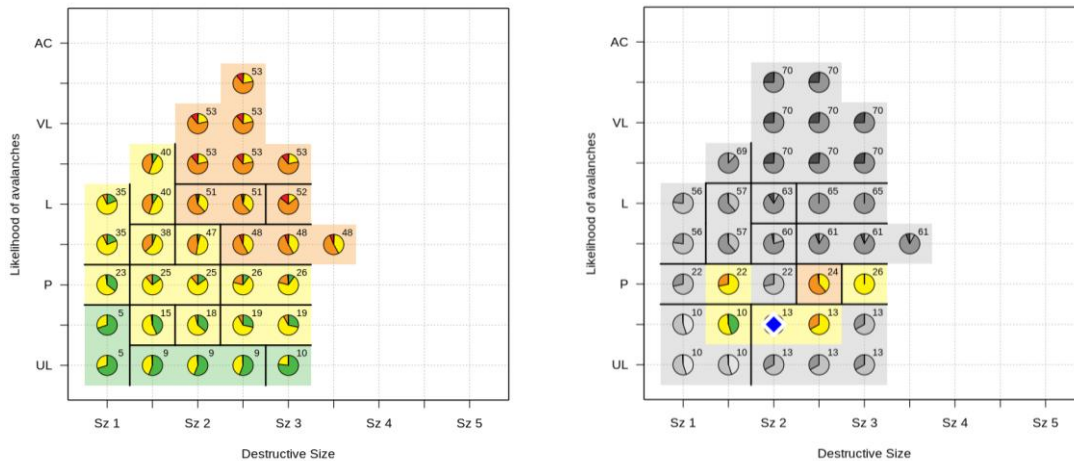 AC
53
VL 53 53
40 53 53 53
L 35 40 51 51 52
35 38 47 48 48 48
P 23 25 25 26 26
5 15 18 19 19
UL 5 9 9 9 10
Sz 1 Sz 2 Sz 3 Sz 4 Sz 5
Destructive Size
Likelihood of avalanches
AC
70 70
VL 70 70 70
69 70 70 70
L 56 57 63 65 65
56 57 60 61 61 61
P 22 22 22 24 26
10 10 13 13 13
UL 10 10 13 13 13
Sz 1 Sz 2 Sz 3 Sz 4 Sz 5
Destructive Size
Likelihood of avalanches